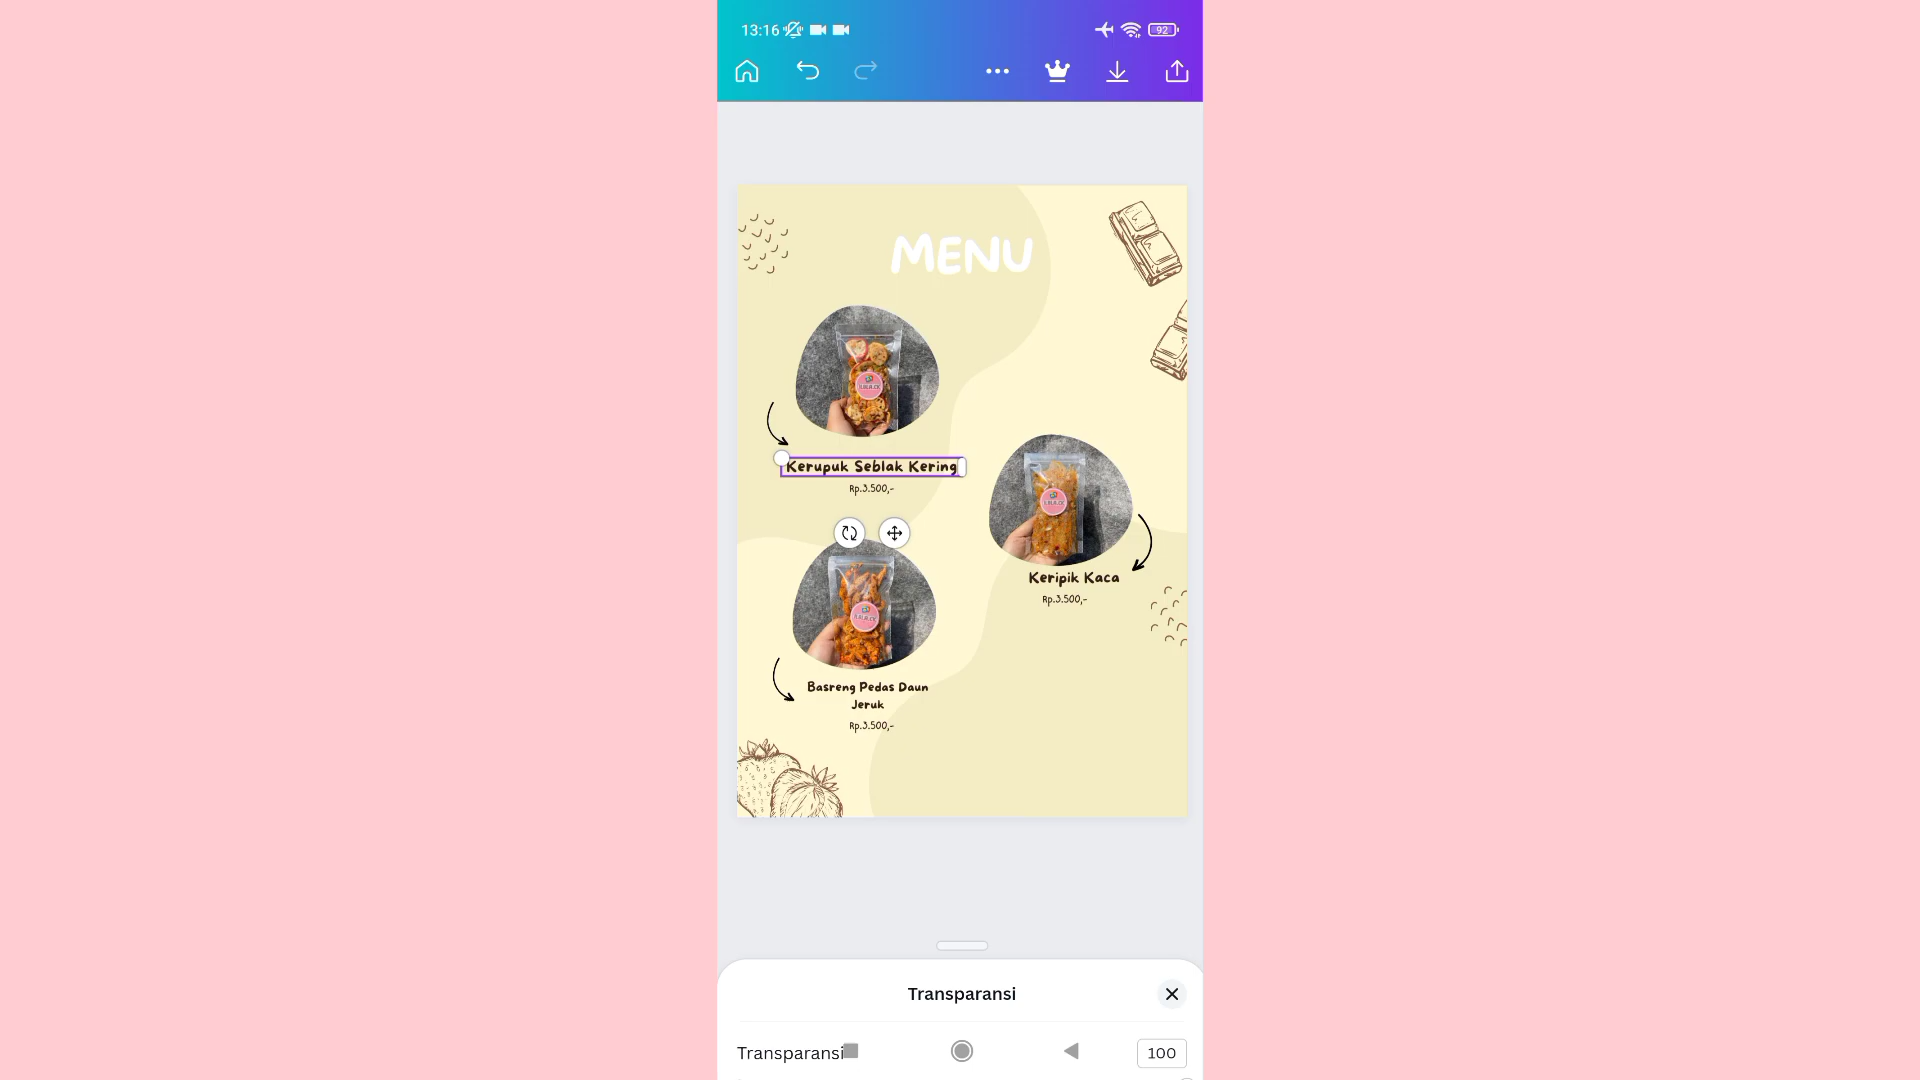 13:16
92
MENU
Kerupuk Seblak Kering
Rp.3.500,-
Keripik Kaca
Rp.3.500,-
Basreng Pedas Daun
Jeruk
Rp.3.500,-
Transparansi
Transparansi
100